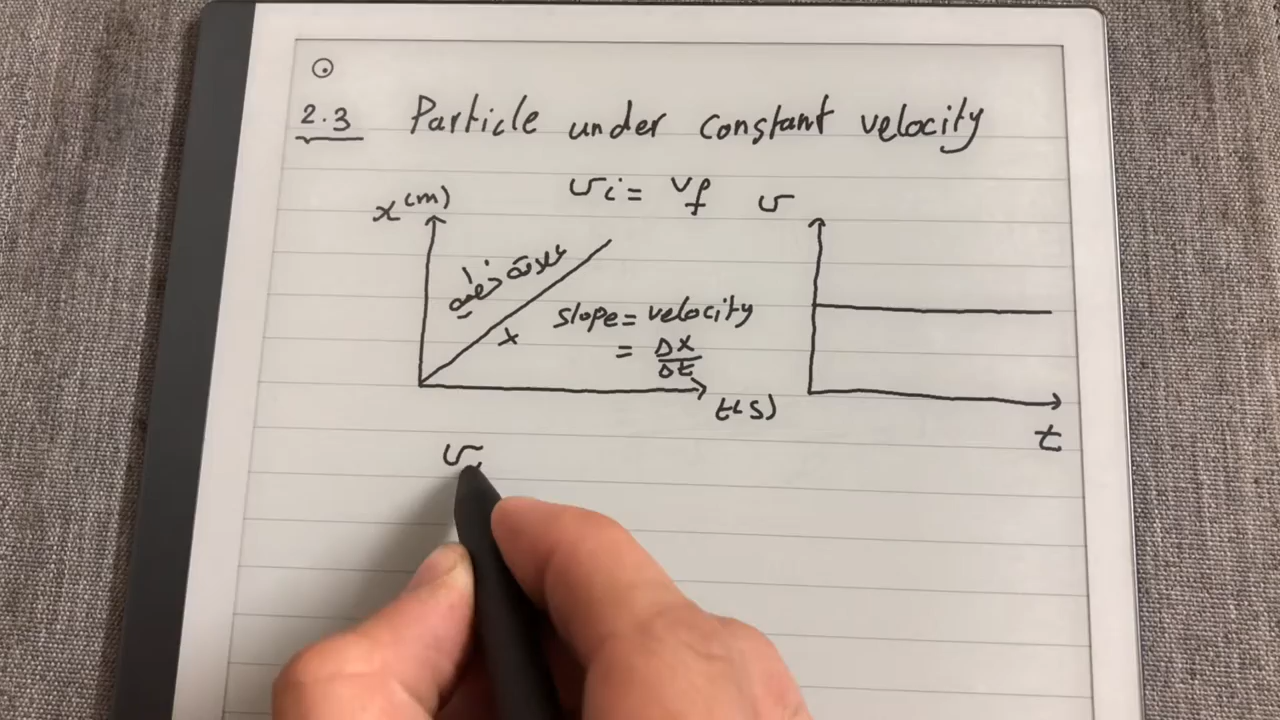 2.3 Particle under constant velocity
vi = vf
x(m)
v
slope = velocity
= Δx/Δt
x
t(s)
t
v